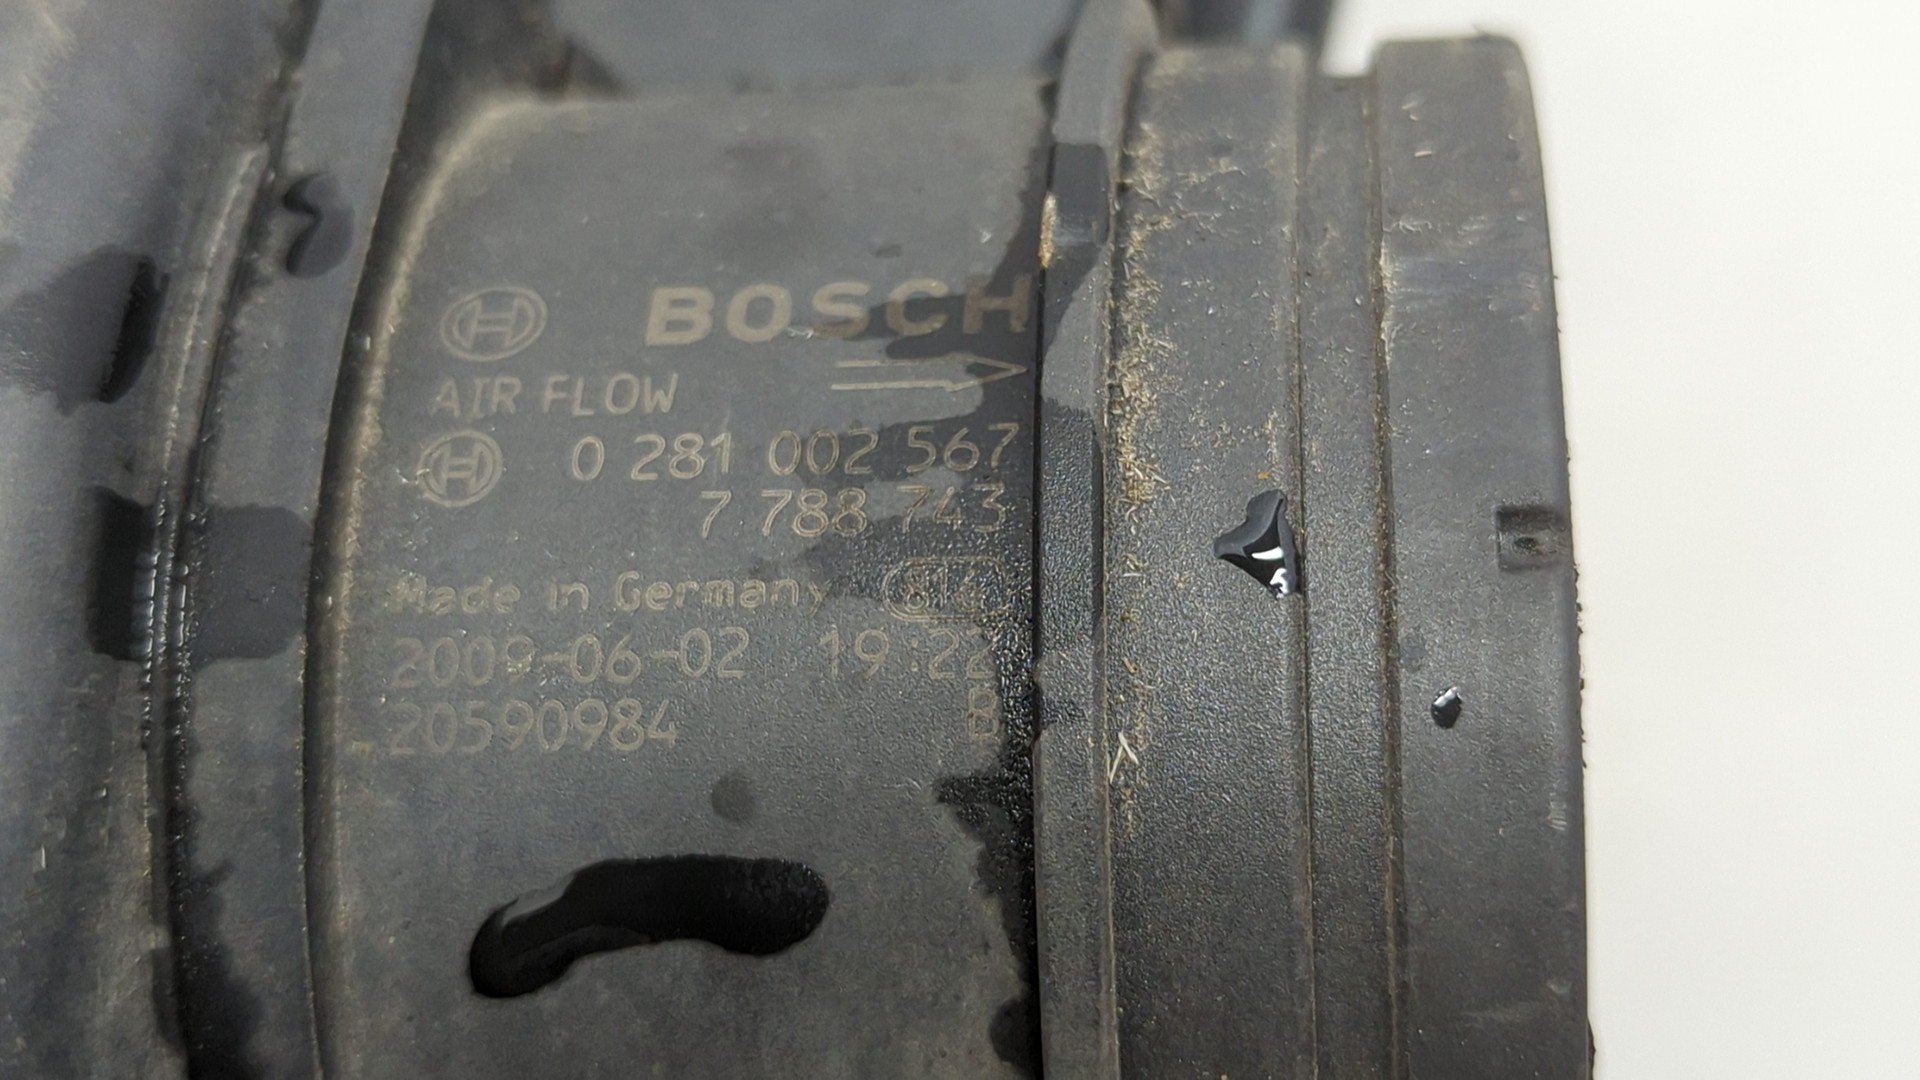 BOSCH
AIR FLOW
0 281 002 567
7 788 743
Made in Germany 814
2009-06-02 19:22
20590984 B